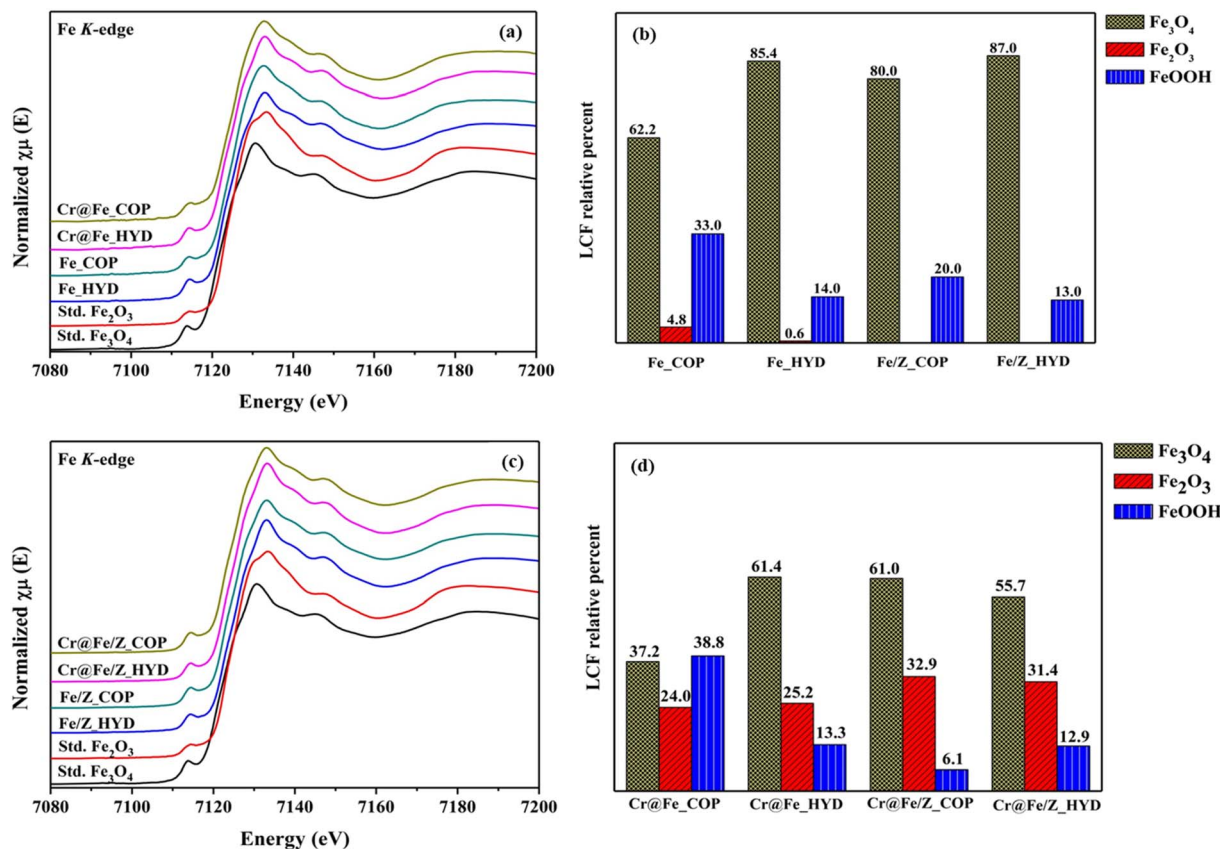 Fe K-edge
(a)
Normalized χμ (E)
Cr@Fe_COP
Cr@Fe_HYD
Fe_COP
Fe_HYD
Std. Fe2O3
Std. Fe3O4
7080 7100 7120 7140 7160 7180 7200
Energy (eV)
(b)
Fe3O4
Fe2O3
FeOOH
LCF relative percent
62.2 4.8 33.0
85.4 0.6 14.0
80.0 20.0
87.0 13.0
Fe_COP Fe_HYD Fe/Z_COP Fe/Z_HYD
Fe K-edge
(c)
Normalized χμ (E)
Cr@Fe/Z_COP
Cr@Fe/Z_HYD
Fe/Z_COP
Fe/Z_HYD
Std. Fe2O3
Std. Fe3O4
7080 7100 7120 7140 7160 7180 7200
Energy (eV)
(d)
Fe3O4
Fe2O3
FeOOH
LCF relative percent
37.2 24.0 38.8
61.4 25.2 13.3
61.0 32.9 6.1
55.7 31.4 12.9
Cr@Fe_COP Cr@Fe_HYD Cr@Fe/Z_COP Cr@Fe/Z_HYD